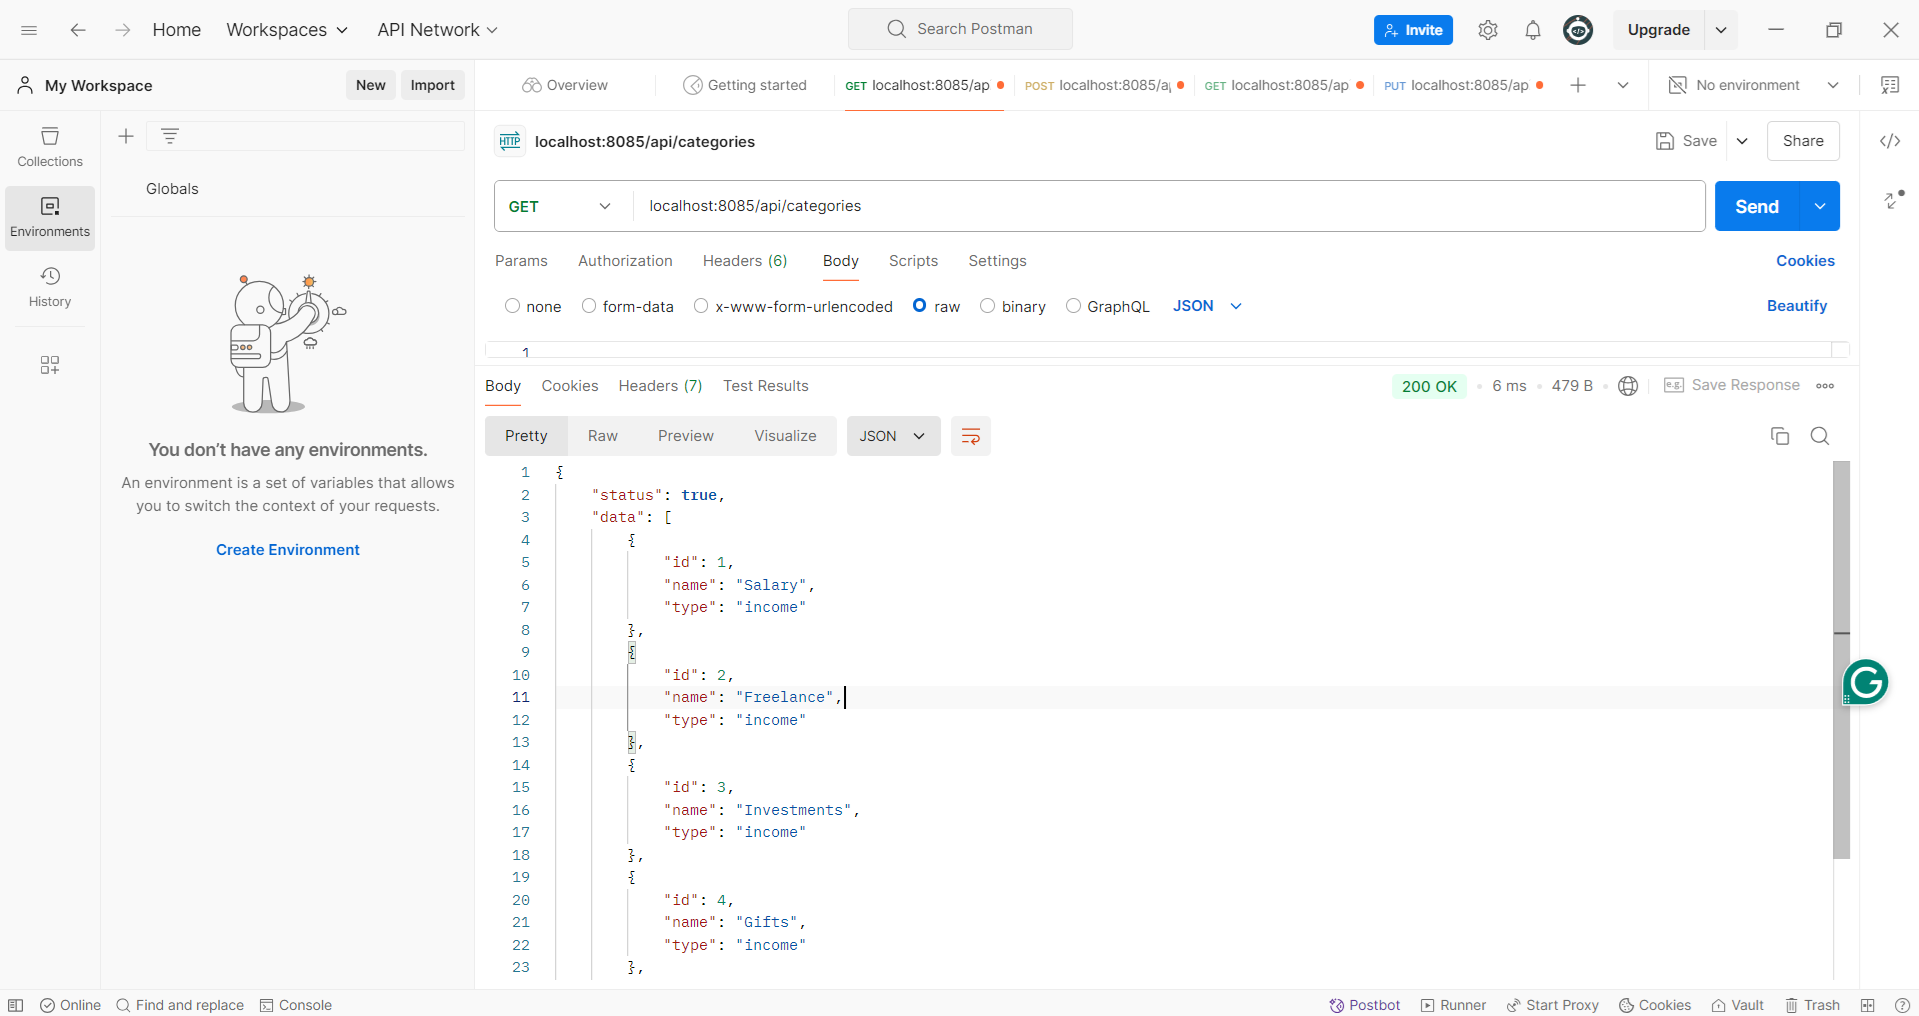 Home Workspaces API Network Search Postman Invite Upgrade
My Workspace New Import Overview Getting started GET localhost:8085/ap POST localhost:8085/a GET localhost:8085/ap PUT localhost:8085/ap No environment
HTTP localhost:8085/api/categories Save Share
Collections
Globals
Environments
History
You don't have any environments.
An environment is a set of variables that allows
you to switch the context of your requests.
Create Environment
GET localhost:8085/api/categories Send
Params Authorization Headers (6) Body Scripts Settings Cookies
none form-data x-www-form-urlencoded raw binary GraphQL JSON Beautify
1
Body Cookies Headers (7) Test Results 200 OK 6 ms 479 B e.g. Save Response
Pretty Raw Preview Visualize JSON
1 {
2 "status": true,
3 "data": [
4 {
5 "id": 1,
6 "name": "Salary",
7 "type": "income"
8 },
9 {
10 "id": 2,
11 "name": "Freelance",
12 "type": "income"
13 },
14 {
15 "id": 3,
16 "name": "Investments",
17 "type": "income"
18 },
19 {
20 "id": 4,
21 "name": "Gifts",
22 "type": "income"
23 },
Online Find and replace Console Postbot Runner Start Proxy Cookies Vault Trash